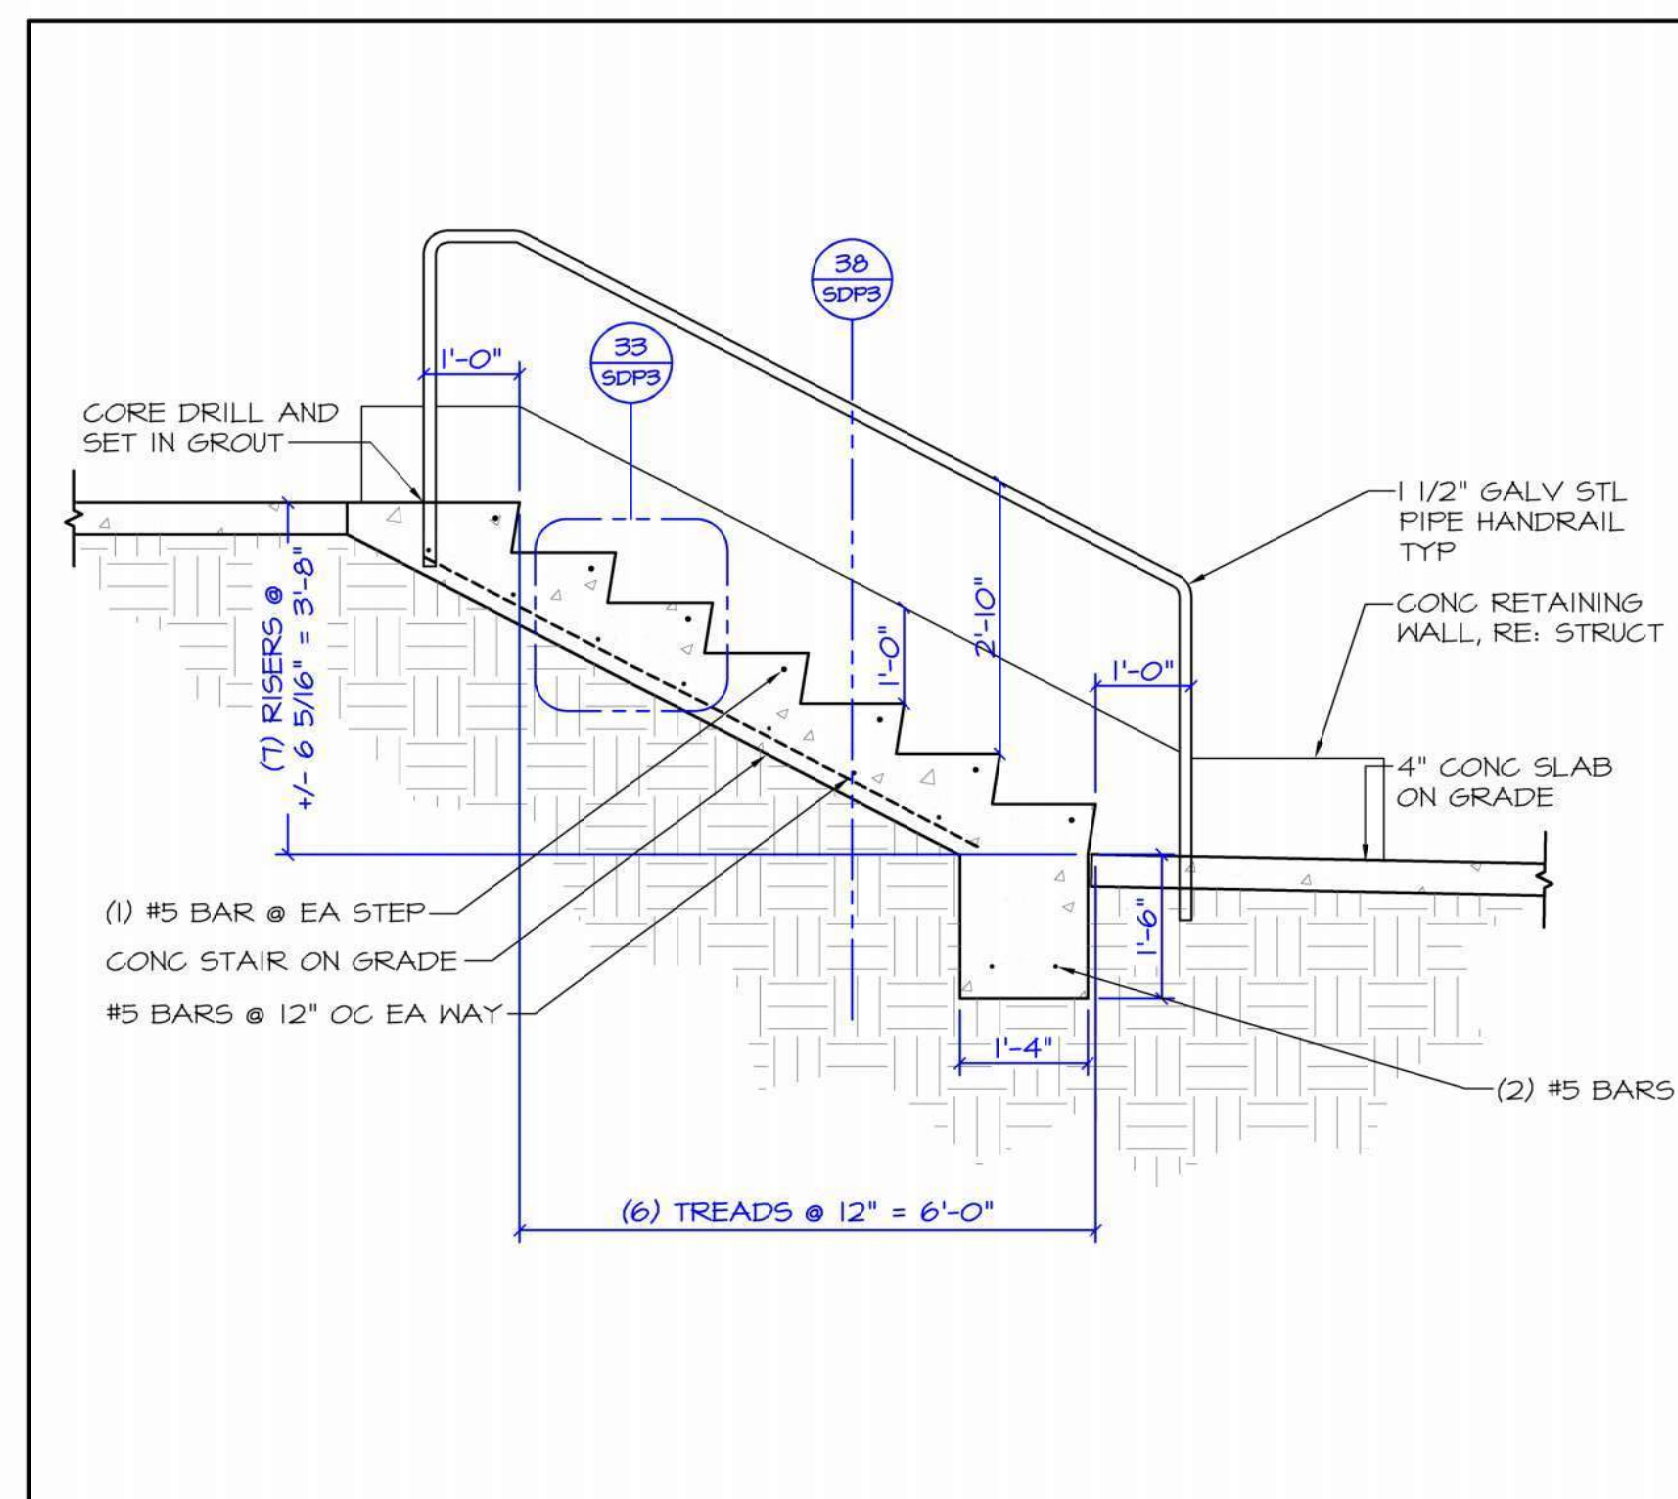 38
SDP3
33
SDP3
1'-0"
CORE DRILL AND
SET IN GROUT
1 1/2" GALV STL
PIPE HANDRAIL
TYP
CONC RETAINING
WALL, RE: STRUCT
1'-0"
2'-10"
1'-0"
(7) RISERS @
+/- 6 5/16" = 3'-8"
4" CONC SLAB
ON GRADE
(1) #5 BAR @ EA STEP
CONC STAIR ON GRADE
#5 BARS @ 12" OC EA WAY
1'-6"
1'-4"
(2) #5 BARS
(6) TREADS @ 12" = 6'-0"